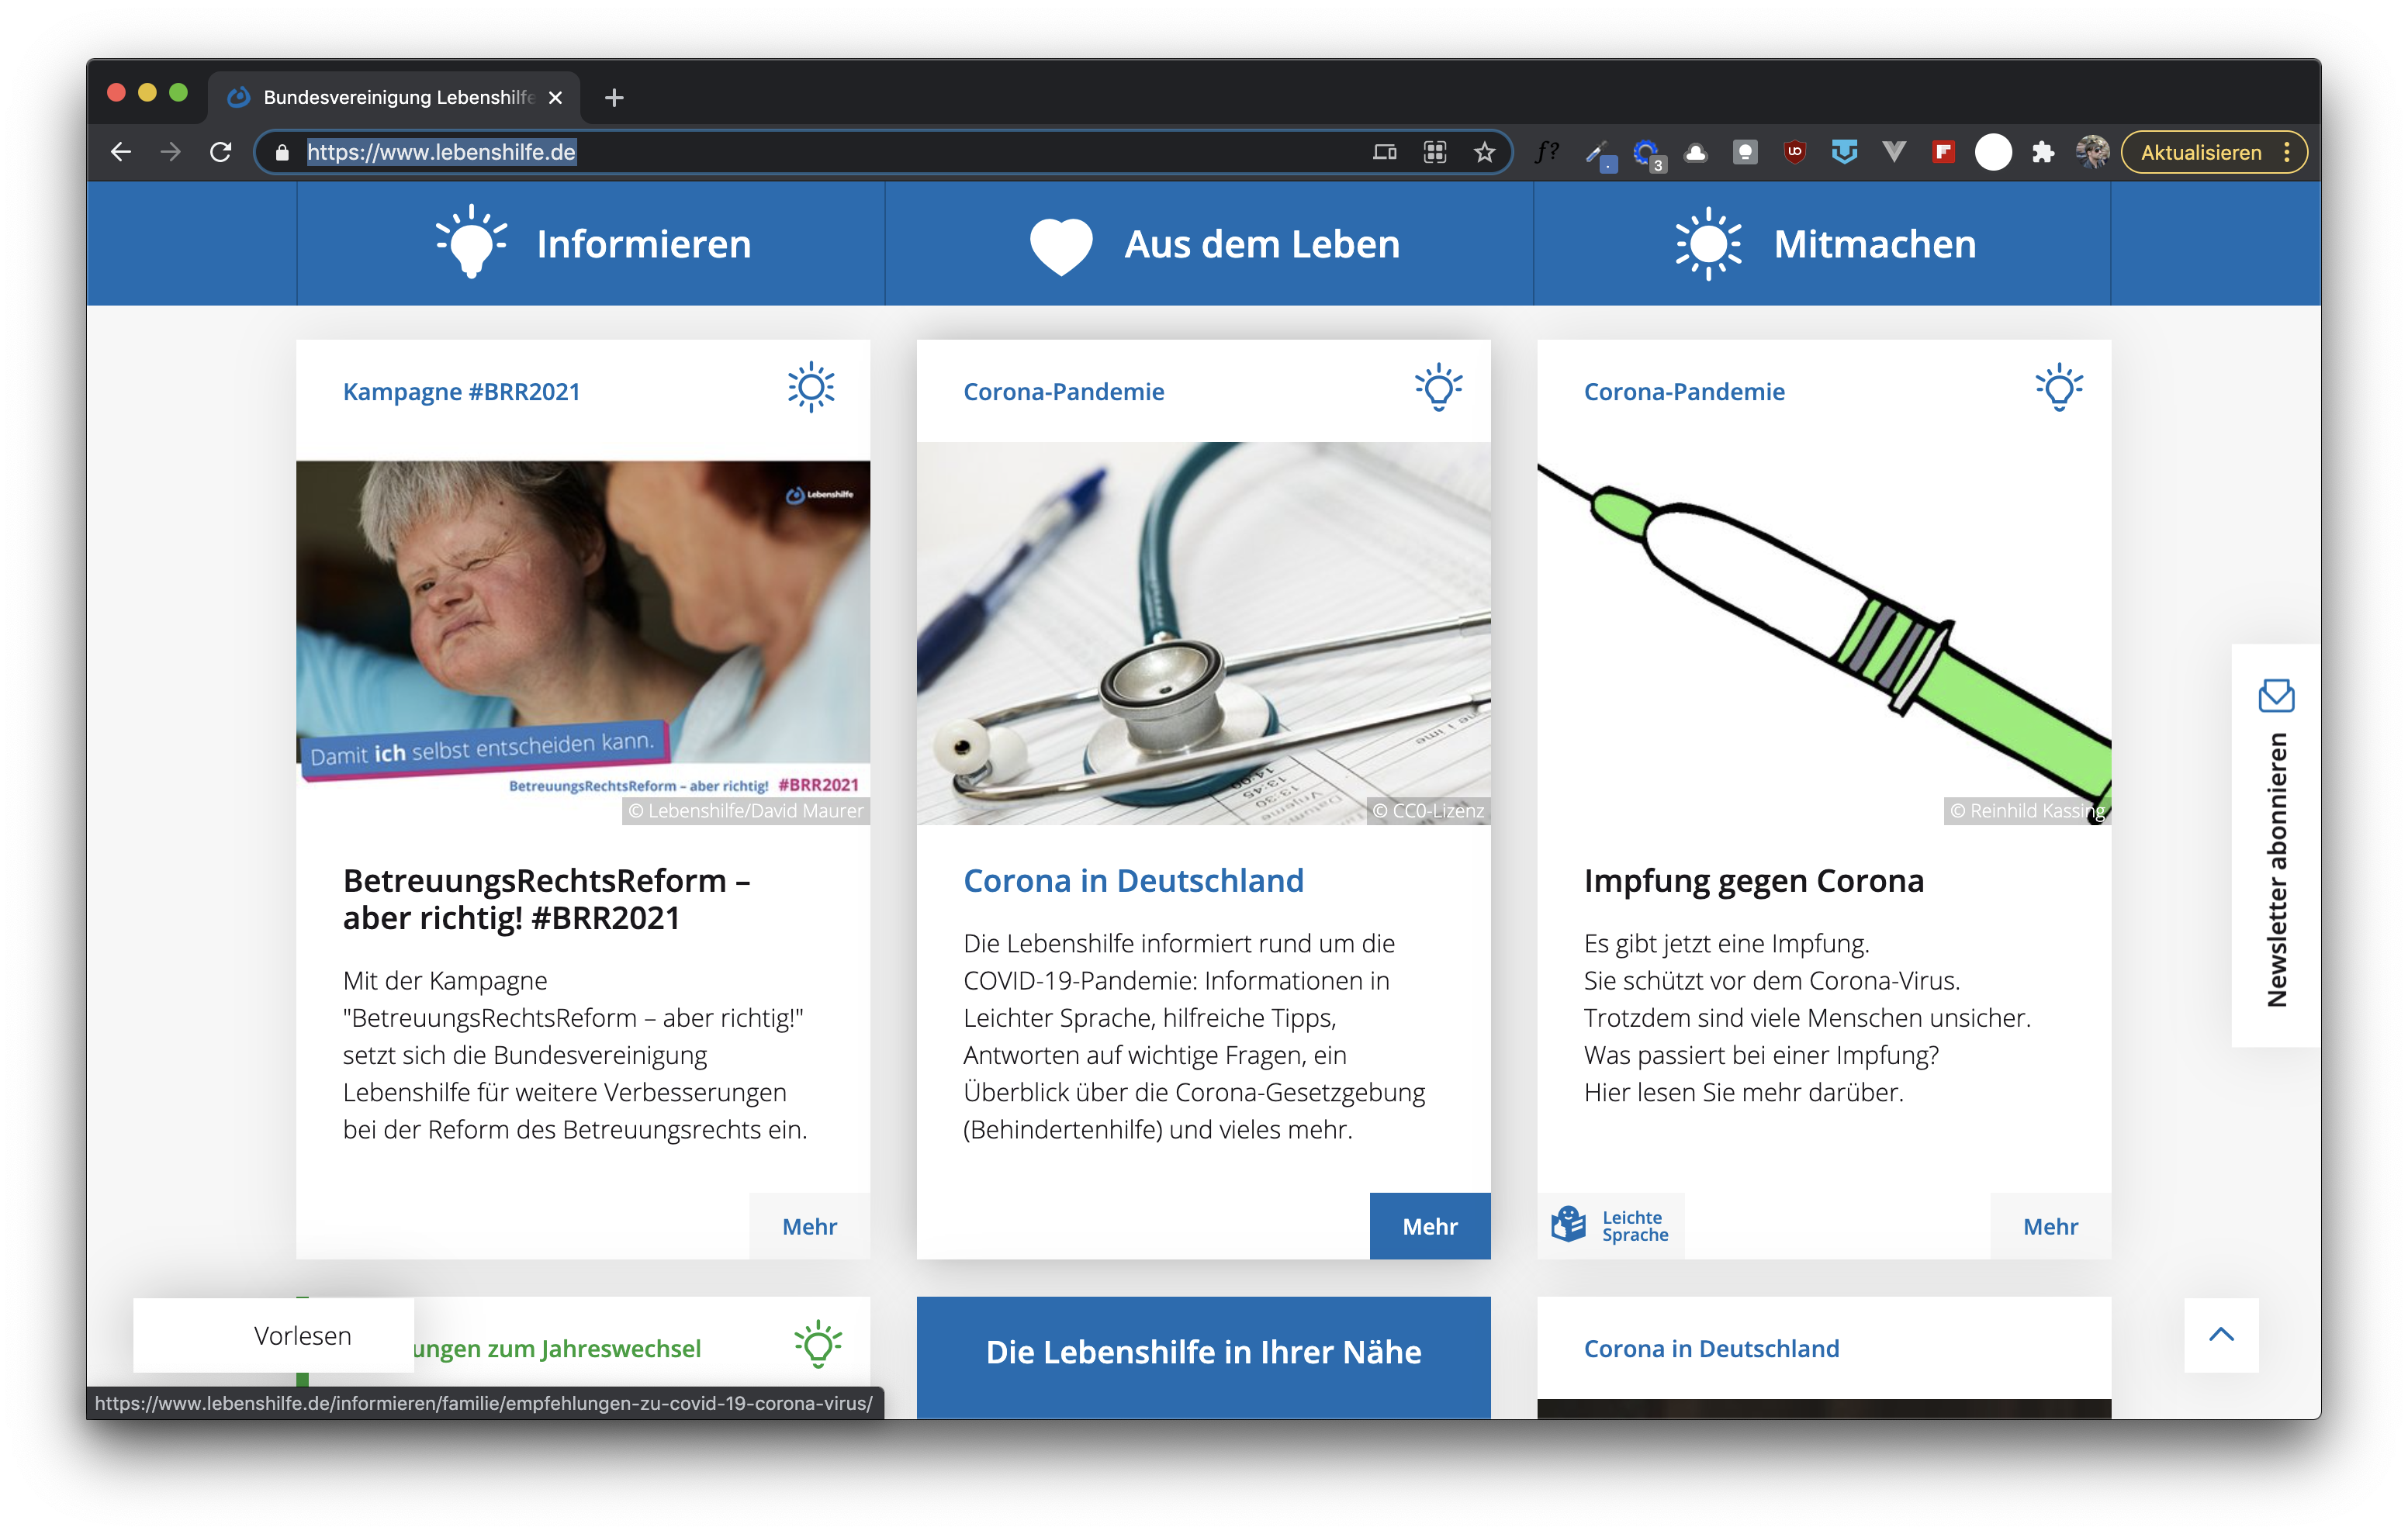 Bundesvereinigung Lebenshilfe
https://www.lebenshilfe.de
f?
3
Aktualisieren
Informieren
Aus dem Leben
Mitmachen
Kampagne #BRR2021
Lebenshilfe
Damit ich selbst entscheiden kann.
BetreuungsRechtsReform – aber richtig! #BRR2021
© Lebenshilfe/David Maurer
BetreuungsRechtsReform –
aber richtig! #BRR2021
Mit der Kampagne
"BetreuungsRechtsReform – aber richtig!"
setzt sich die Bundesvereinigung
Lebenshilfe für weitere Verbesserungen
bei der Reform des Betreuungsrechts ein.
Mehr
Corona-Pandemie
© CC0-Lizenz
Corona in Deutschland
Die Lebenshilfe informiert rund um die
COVID-19-Pandemie: Informationen in
Leichter Sprache, hilfreiche Tipps,
Antworten auf wichtige Fragen, ein
Überblick über die Corona-Gesetzgebung
(Behindertenhilfe) und vieles mehr.
Mehr
Corona-Pandemie
© Reinhild Kassing
Impfung gegen Corona
Es gibt jetzt eine Impfung.
Sie schützt vor dem Corona-Virus.
Trotzdem sind viele Menschen unsicher.
Was passiert bei einer Impfung?
Hier lesen Sie mehr darüber.
Leichte
Sprache
Mehr
Newsletter abonnieren
Vorlesen
ungen zum Jahreswechsel
Die Lebenshilfe in Ihrer Nähe
Corona in Deutschland
https://www.lebenshilfe.de/informieren/familie/empfehlungen-zu-covid-19-corona-virus/